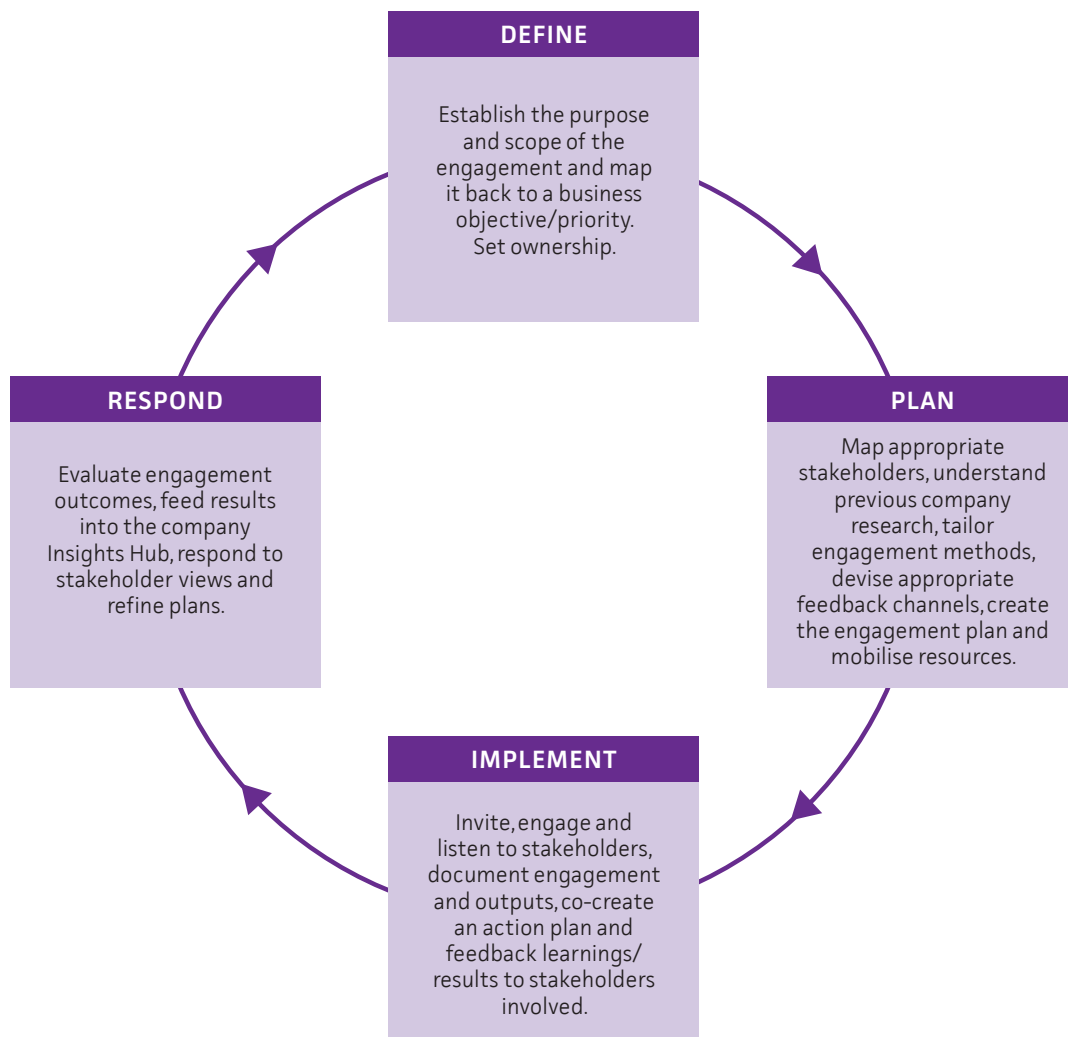 DEFINE
Establish the purpose
and scope of the
engagement and map
it back to a business
objective/priority.
Set ownership.
PLAN
Map appropriate
stakeholders, understand
previous company
research, tailor
engagement methods,
devise appropriate
feedback channels, create
the engagement plan and
mobilise resources.
IMPLEMENT
Invite, engage and
listen to stakeholders,
document engagement
and outputs, co-create
an action plan and
feedback learnings/
results to stakeholders
involved.
RESPOND
Evaluate engagement
outcomes, feed results
into the company
Insights Hub, respond to
stakeholder views and
refine plans.